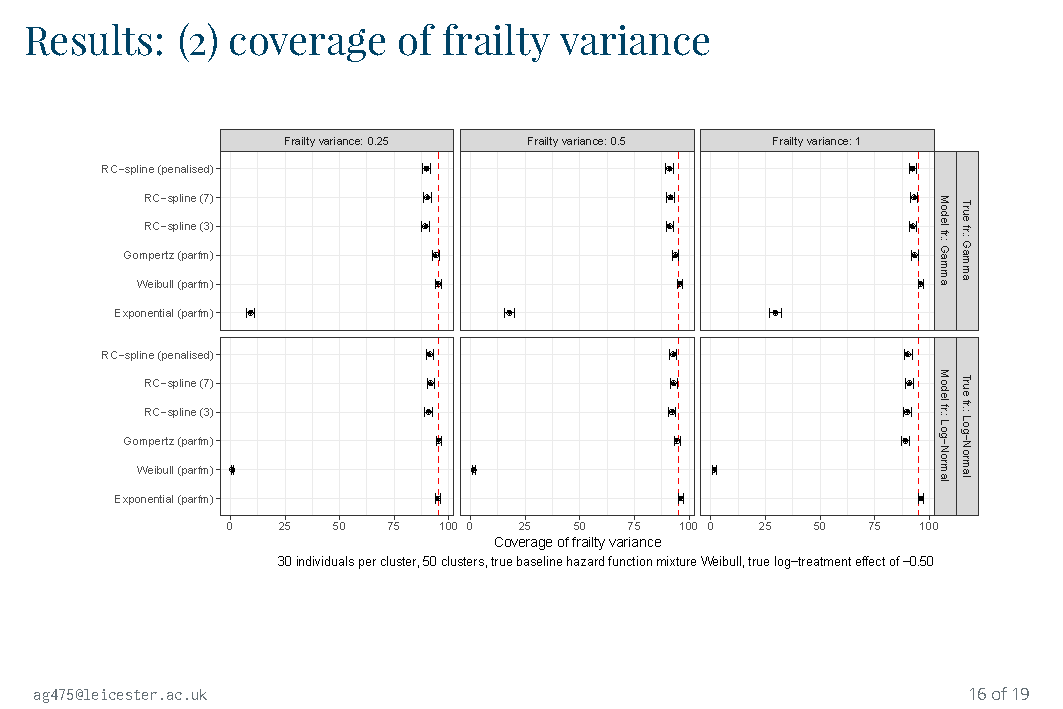 Results: (2) coverage of frailty variance
Frailty variance: 0.25
Frailty variance: 0.5
Frailty variance: 1
RC−spline (penalised)
RC−spline (7)
RC−spline (3)
Gompertz (parfm)
Weibull (parfm)
Exponential (parfm)
Model fr.: Gamma
True fr.: Gamma
RC−spline (penalised)
RC−spline (7)
RC−spline (3)
Gompertz (parfm)
Weibull (parfm)
Exponential (parfm)
Model fr.: Log−Normal
True fr.: Log−Normal
0 25 50 75 100
0 25 50 75 100
0 25 50 75 100
Coverage of frailty variance
30 individuals per cluster, 50 clusters, true baseline hazard function mixture Weibull, true log−treatment effect of −0.50
ag475@leicester.ac.uk
16 of 19